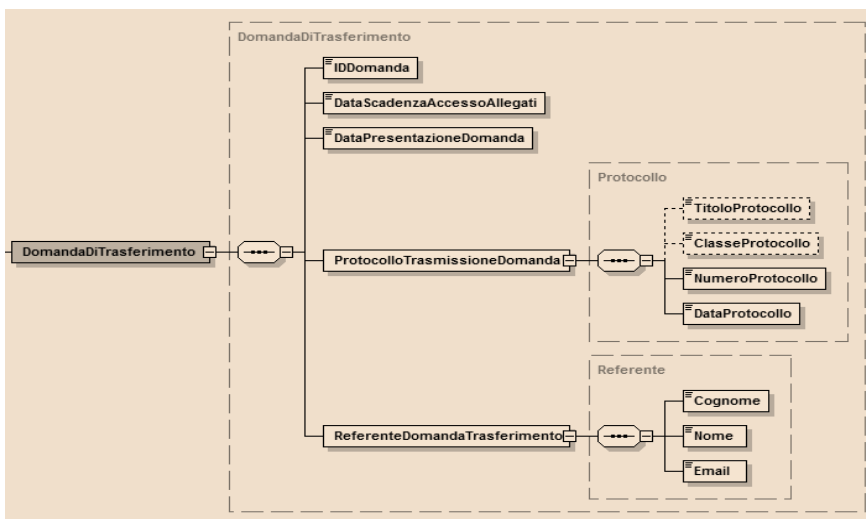 DomandaDiTrasferimento
IDDomanda
DataScadenzaAccessoAllegati
DataPresentazioneDomanda
Protocollo
TitoloProtocollo
ClasseProtocollo
DomandaDiTrasferimento
ProtocolloTrasmissioneDomanda
NumeroProtocollo
DataProtocollo
Referente
Cognome
ReferenteDomandaTrasferimento
Nome
Email